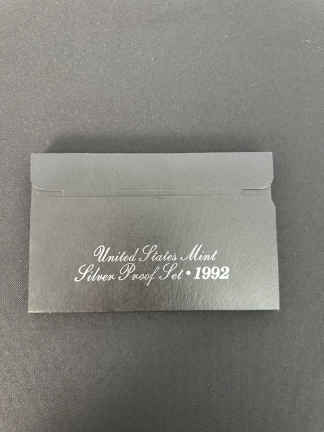 United States Mint
Silver Proof Set • 1992